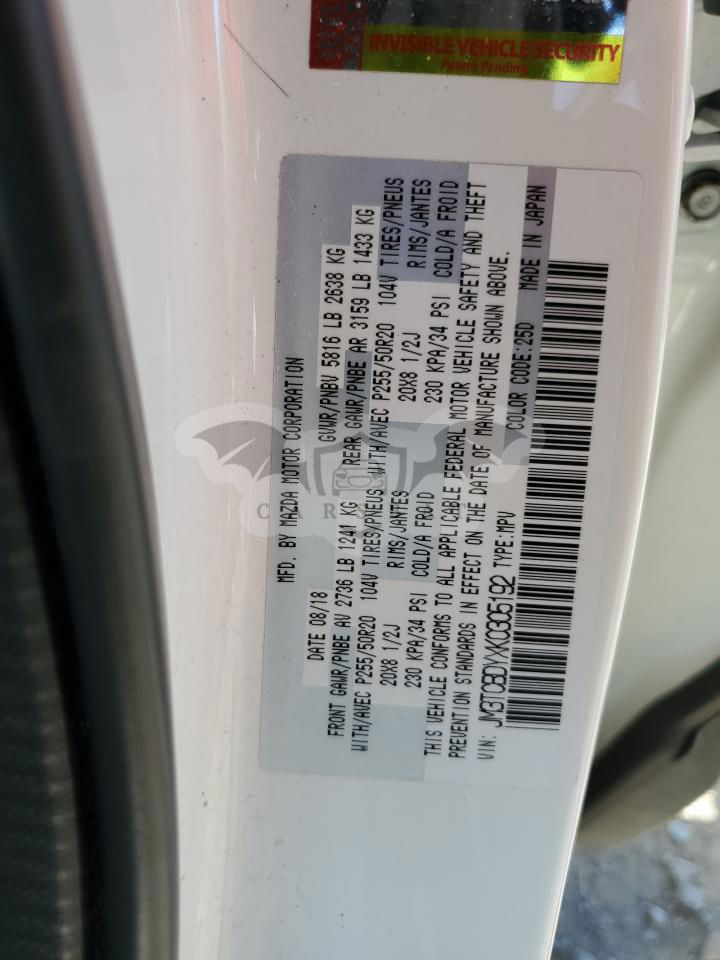 INVISIBLE VEHICLE SECURITY
Patent Pending
MFD. BY MAZDA MOTOR CORPORATION
DATE 08/18 GVWR/PNBV 5816 LB 2638 KG
FRONT GAWR/PNBE AV 2736 LB 1241 KG REAR GAWR/PNBE AR 3159 LB 1433 KG
WITH/AVEC P255/50R20 104V TIRES/PNEUS WITH/AVEC P255/50R20 104V TIRES/PNEUS
20X8 1/2J RIMS/JANTES 20X8 1/2J RIMS/JANTES
230 KPA/34 PSI COLD/A FROID 230 KPA/34 PSI COLD/A FROID
THIS VEHICLE CONFORMS TO ALL APPLICABLE FEDERAL MOTOR VEHICLE SAFETY AND THEFT
PREVENTION STANDARDS IN EFFECT ON THE DATE OF MANUFACTURE SHOWN ABOVE.
VIN: JM3TCBDYXK0305192 TYPE:MPV COLOR CODE:25D MADE IN JAPAN